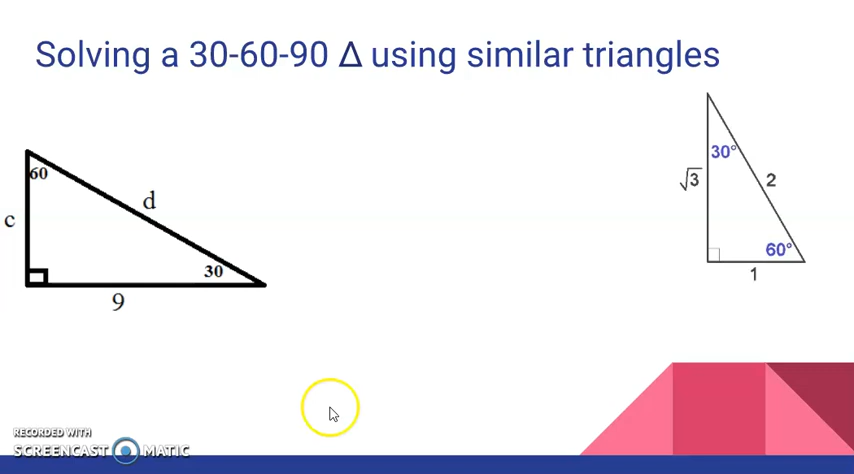 Solving a 30-60-90 Δ using similar triangles
60
c
d
30
9
30°
√3
2
60°
1
RECORDED WITH
SCREENCAST MATIC